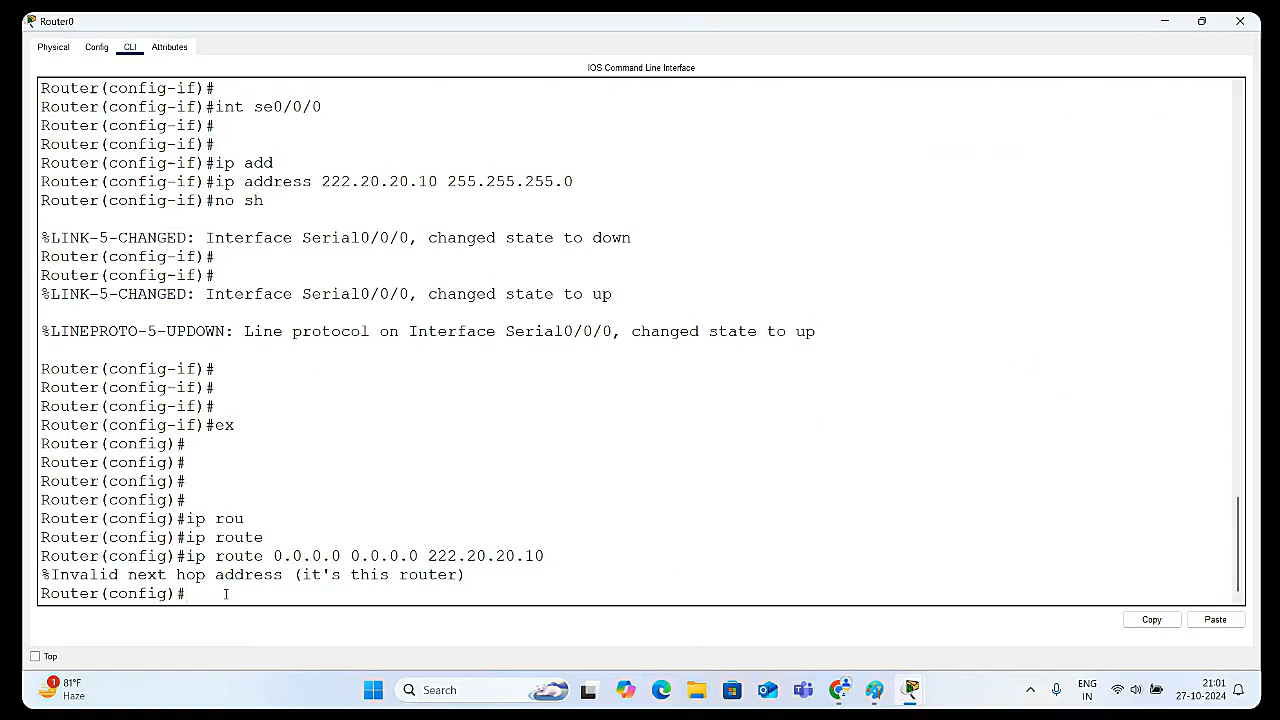 Router0
Physical Config CLI Attributes
IOS Command Line Interface
Router(config-if)#
Router(config-if)#int se0/0/0
Router(config-if)#
Router(config-if)#
Router(config-if)#ip add
Router(config-if)#ip address 222.20.20.10 255.255.255.0
Router(config-if)#no sh
%LINK-5-CHANGED: Interface Serial0/0/0, changed state to down
Router(config-if)#
Router(config-if)#
%LINK-5-CHANGED: Interface Serial0/0/0, changed state to up
%LINEPROTO-5-UPDOWN: Line protocol on Interface Serial0/0/0, changed state to up
Router(config-if)#
Router(config-if)#
Router(config-if)#
Router(config-if)#ex
Router(config)#
Router(config)#
Router(config)#
Router(config)#
Router(config)#ip rou
Router(config)#ip route
Router(config)#ip route 0.0.0.0 0.0.0.0 222.20.20.10
%Invalid next hop address (it's this router)
Router(config)#
Copy Paste
Top
1 81°F
Haze
Search
ENG
IN
21:01
27-10-2024